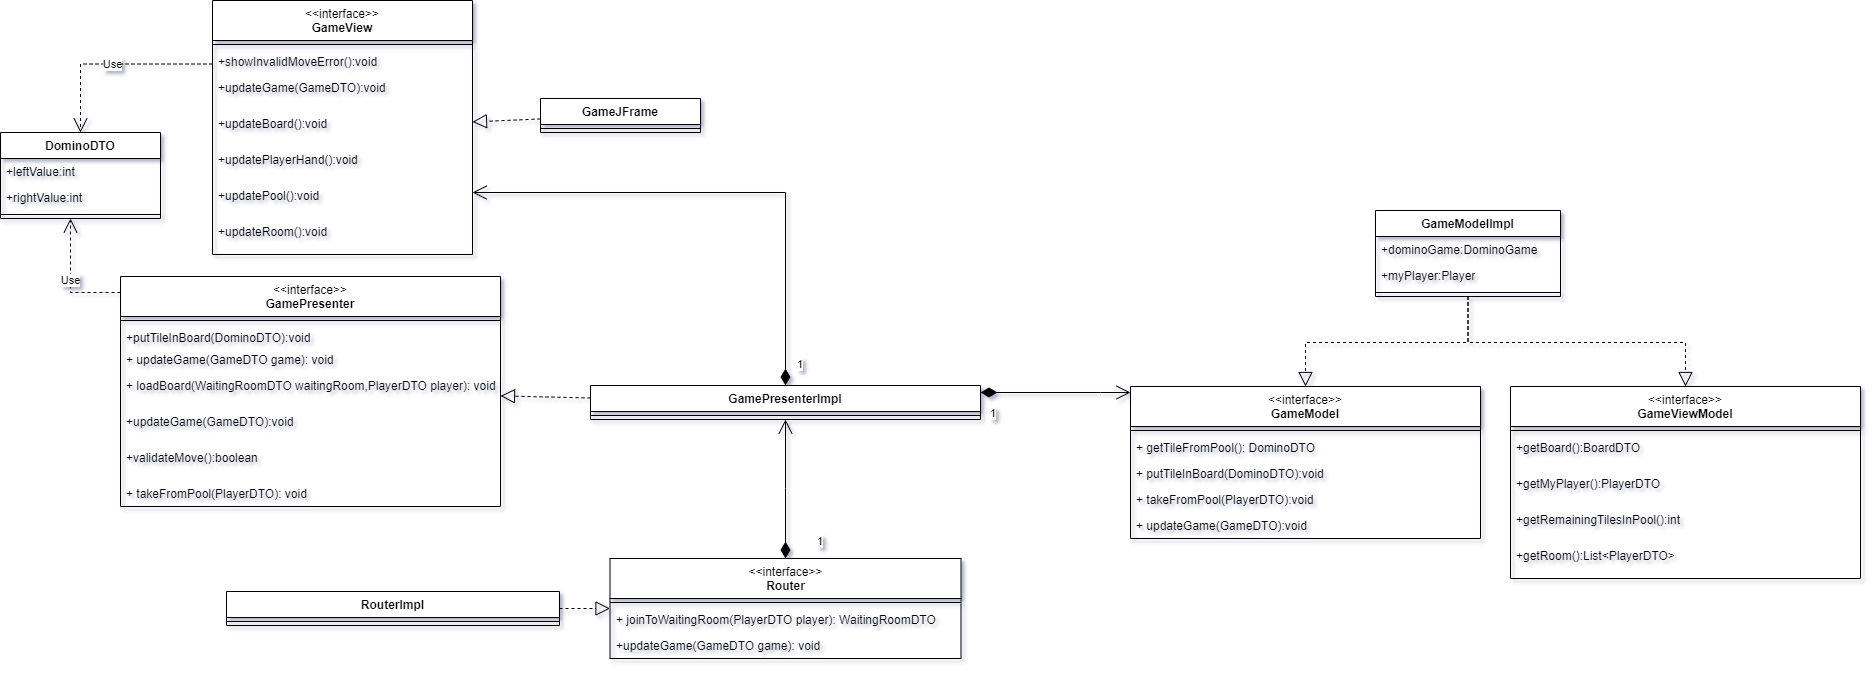 <<interface>>
GameView
+showInvalidMoveError():void
+updateGame(GameDTO):void
+updateBoard():void
+updatePlayerHand():void
+updatePool():void
+updateRoom():void
Use
DominoDTO
+leftValue:int
+rightValue:int
Use
GameJFrame
<<interface>>
GamePresenter
+putTileInBoard(DominoDTO):void
+ updateGame(GameDTO game): void
+ loadBoard(WaitingRoomDTO waitingRoom,PlayerDTO player): void
+updateGame(GameDTO):void
+validateMove():boolean
+ takeFromPool(PlayerDTO): void
1
GamePresenterImpl
1
GameModelImpl
+dominoGame:DominoGame
+myPlayer:Player
<<interface>>
GameModel
+ getTileFromPool(): DominoDTO
+ putTileInBoard(DominoDTO):void
+ takeFromPool(PlayerDTO):void
+ updateGame(GameDTO):void
<<interface>>
GameViewModel
+getBoard():BoardDTO
+getMyPlayer():PlayerDTO
+getRemainingTilesInPool():int
+getRoom():List<PlayerDTO>
1
<<interface>>
Router
+ joinToWaitingRoom(PlayerDTO player): WaitingRoomDTO
+updateGame(GameDTO game): void
RouterImpl